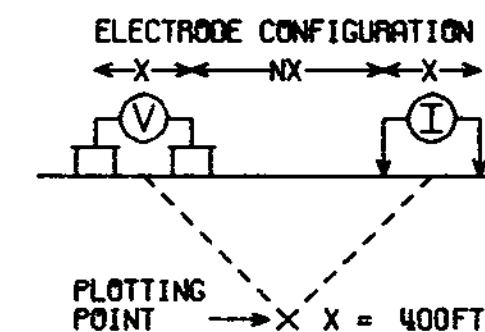 ELECTRODE CONFIGURATION
X NX X
V I
PLOTTING
POINT X X = 400FT